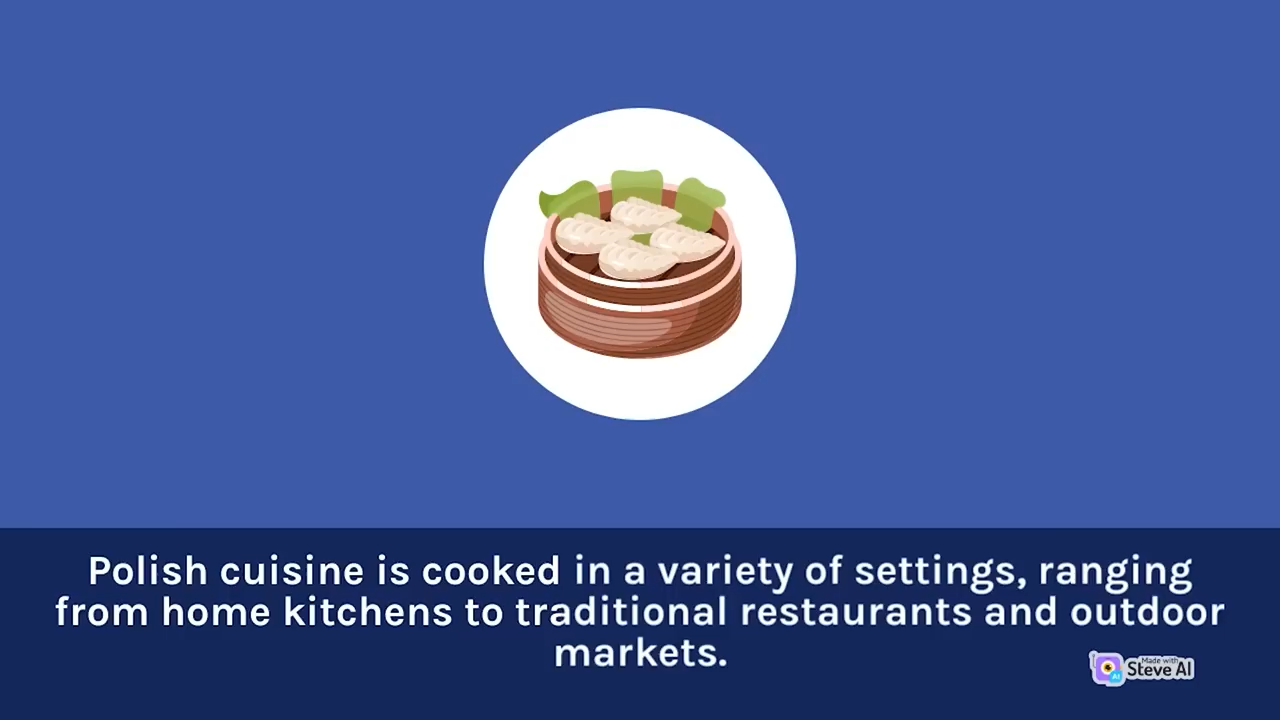 Polish cuisine is cooked in a variety of settings, ranging
from home kitchens to traditional restaurants and outdoor
markets.
Made with
Steve AI
AI